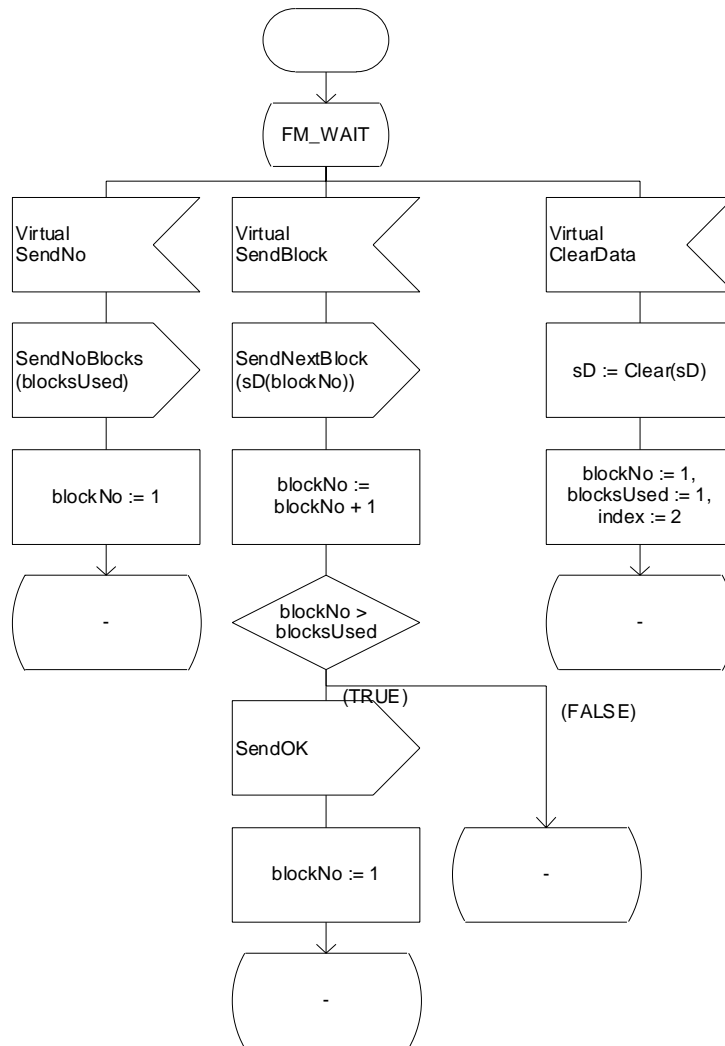 FM_WAIT
Virtual
SendNo
Virtual
SendBlock
Virtual
ClearData
SendNoBlocks
(blocksUsed)
SendNextBlock
(sD(blockNo))
sD := Clear(sD)
blockNo := 1
blockNo :=
blockNo + 1
blockNo := 1,
blocksUsed := 1,
index := 2
-
blockNo >
blocksUsed
-
(TRUE)
(FALSE)
SendOK
blockNo := 1
-
-